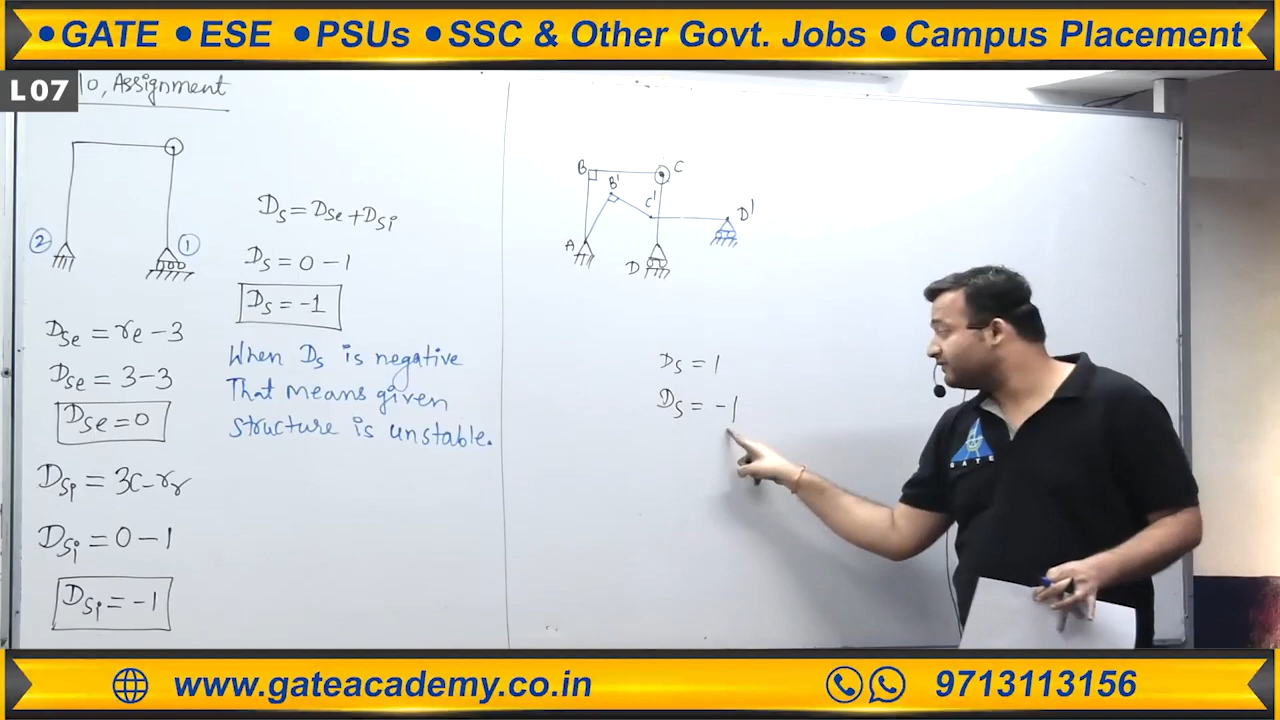 •GATE •ESE •PSUs •SSC & Other Govt. Jobs •Campus Placement
L 07
10, Assignment
2
1
Ds = Dse + Dsi
Ds = 0 - 1
Ds = -1
When Ds is negative
That means given
structure is unstable.
Dse = re - 3
Dse = 3 - 3
Dse = 0
Dsi = 3c - rr
Dsi = 0 - 1
Dsi = -1
B
C
B'
C'
D'
A
D
Ds = 1
Ds = -1
GATE
www.gateacademy.co.in
9713113156